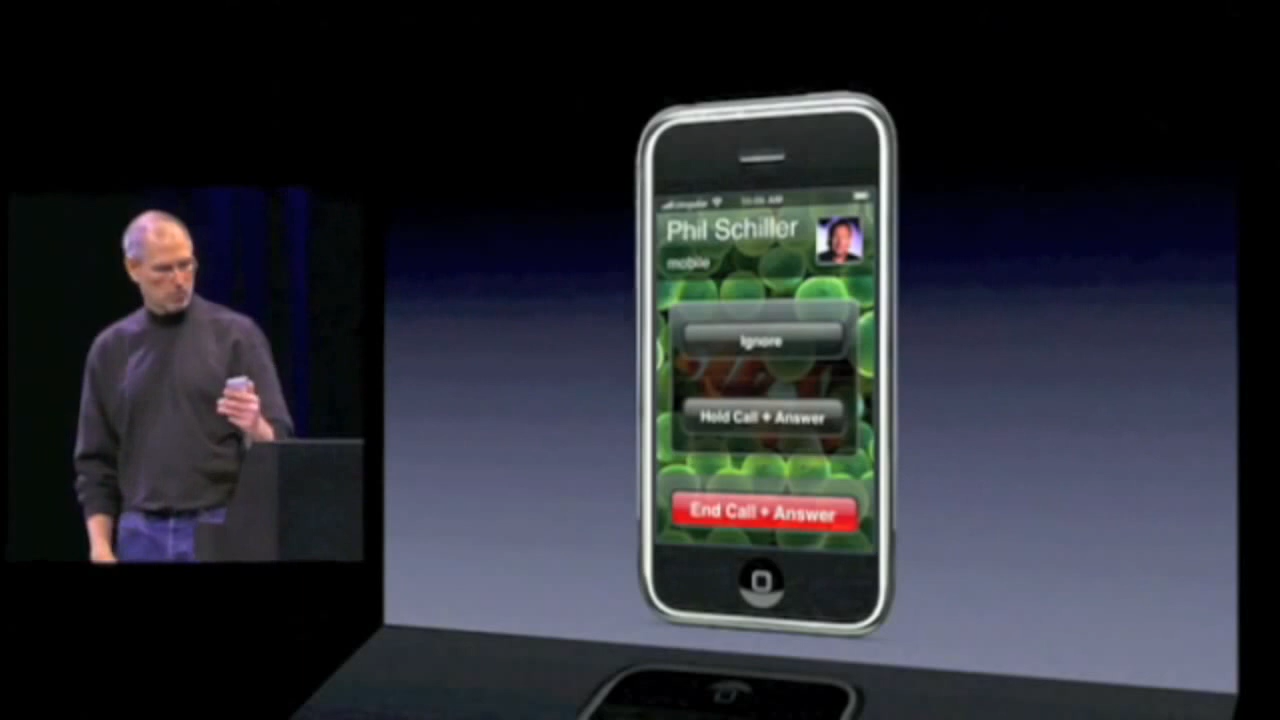 Phil Schiller
mobile
Ignore
Hold Call + Answer
End Call + Answer